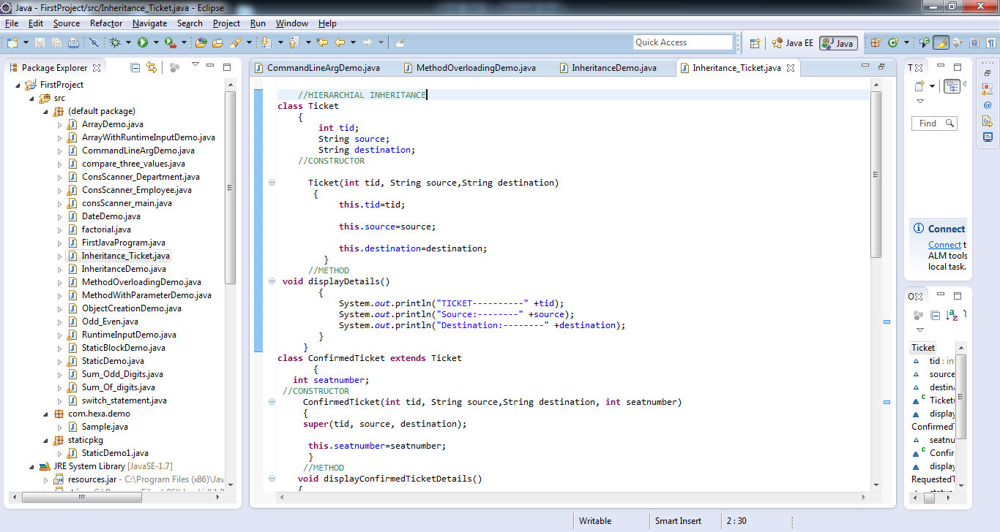 Java - FirstProject/src/Inheritance_Ticket.java - Eclipse
File Edit Source Refactor Navigate Search Project Run Window Help
Quick Access
Java EE
Java
Package Explorer
FirstProject
src
(default package)
ArrayDemo.java
ArrayWithRuntimeInputDemo.java
CommandLineArgDemo.java
compare_three_values.java
ConsScanner_Department.java
ConsScanner_Employee.java
consScanner_main.java
DateDemo.java
factorial.java
FirstJavaProgram.java
Inheritance_Ticket.java
InheritanceDemo.java
MethodOverloadingDemo.java
MethodWithParameterDemo.java
ObjectCreationDemo.java
Odd_Even.java
RuntimeInputDemo.java
StaticBlockDemo.java
StaticDemo.java
Sum_Odd_Digits.java
Sum_Of_digits.java
switch_statement.java
com.hexa.demo
Sample.java
staticpkg
StaticDemo1.java
JRE System Library [JavaSE-1.7]
resources.jar - C:\Program Files (x86)\Jav
CommandLineArgDemo.java MethodOverloadingDemo.java InheritanceDemo.java Inheritance_Ticket.java
//HIERARCHIAL INHERITANCE
class Ticket
{
int tid;
String source;
String destination;
//CONSTRUCTOR
Ticket(int tid, String source,String destination)
{
this.tid=tid;
this.source=source;
this.destination=destination;
}
//METHOD
void displayDetails()
{
System.out.println("TICKET----------" +tid);
System.out.println("Source:--------" +source);
System.out.println("Destination:--------" +destination);
}
}
class ConfirmedTicket extends Ticket
{
int seatnumber;
//CONSTRUCTOR
ConfirmedTicket(int tid, String source,String destination, int seatnumber)
{
super(tid, source, destination);
this.seatnumber=seatnumber;
}
//METHOD
void displayConfirmedTicketDetails()
{
T
Find
Connect
Connect t
ALM tools
local task.
O
Ticket
tid : int
source
destina
Ticket(
display
ConfirmedT
seatnu
Confir
display
RequestedT
status
Writable
Smart Insert
2 : 30